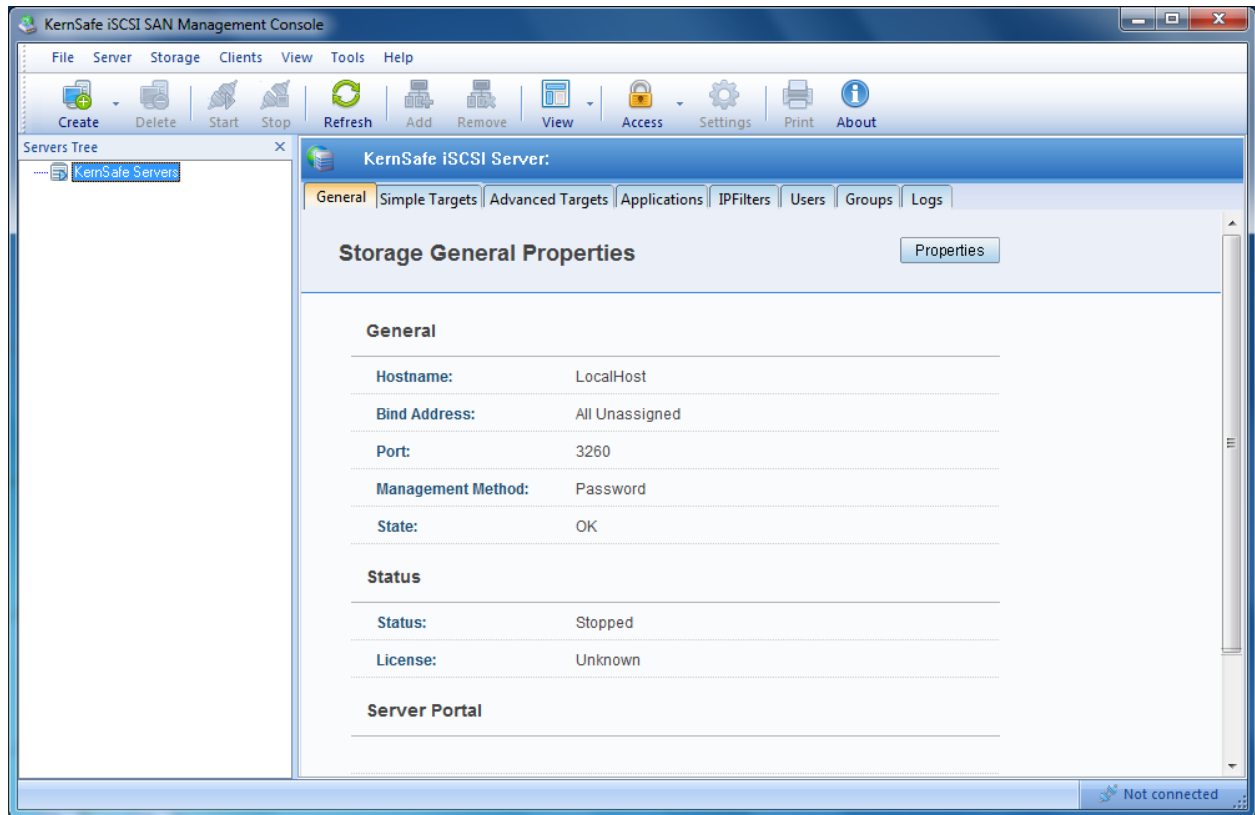 KernSafe iSCSI SAN Management Console
File Server Storage Clients View Tools Help
Create Delete Start Stop Refresh Add Remove View Access Settings Print About
Servers Tree
KernSafe Servers
KernSafe iSCSI Server:
General Simple Targets Advanced Targets Applications IPFilters Users Groups Logs
Storage General Properties Properties
General
Hostname: LocalHost
Bind Address: All Unassigned
Port: 3260
Management Method: Password
State: OK
Status
Status: Stopped
License: Unknown
Server Portal
Not connected